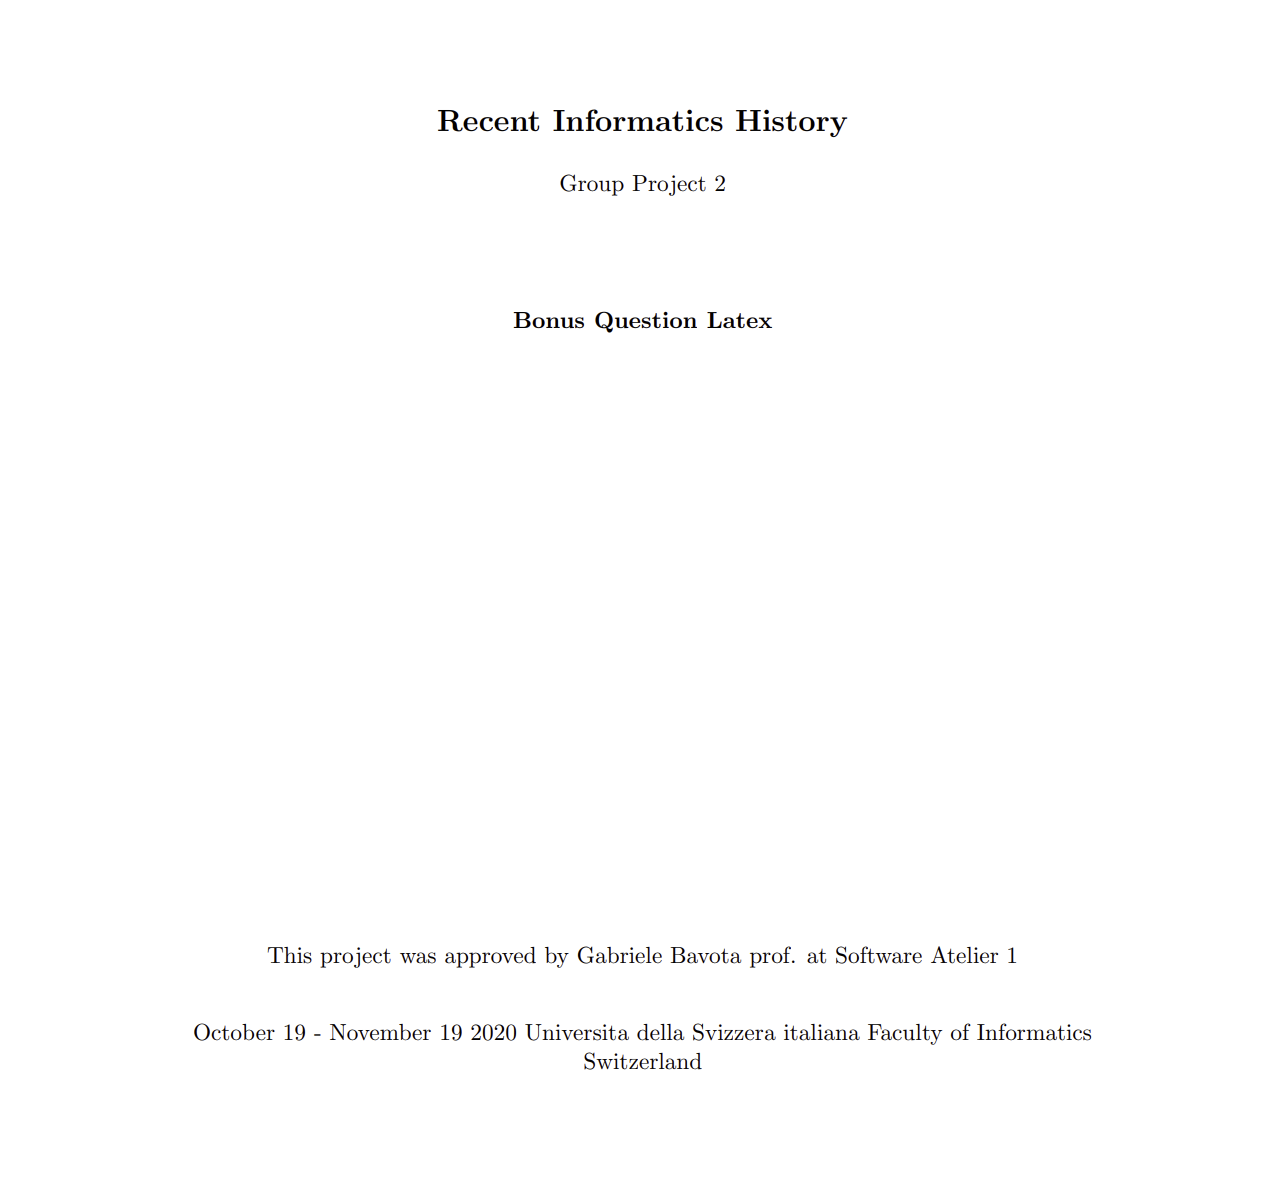 Recent Informatics History
Group Project 2
Bonus Question Latex
This project was approved by Gabriele Bavota prof. at Software Atelier 1
October 19 - November 19 2020 Universita della Svizzera italiana Faculty of Informatics
Switzerland